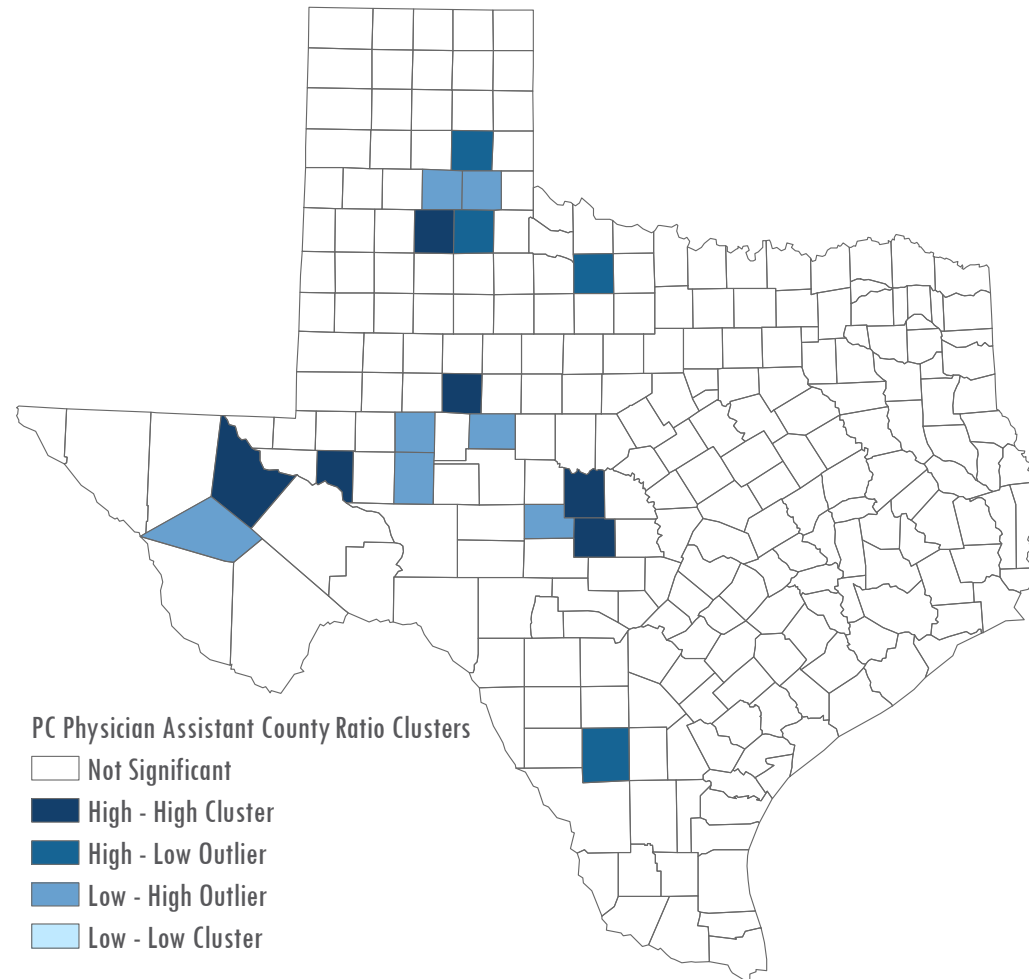 PC Physician Assistant County Ratio Clusters
Not Significant
High - High Cluster
High - Low Outlier
Low - High Outlier
Low - Low Cluster